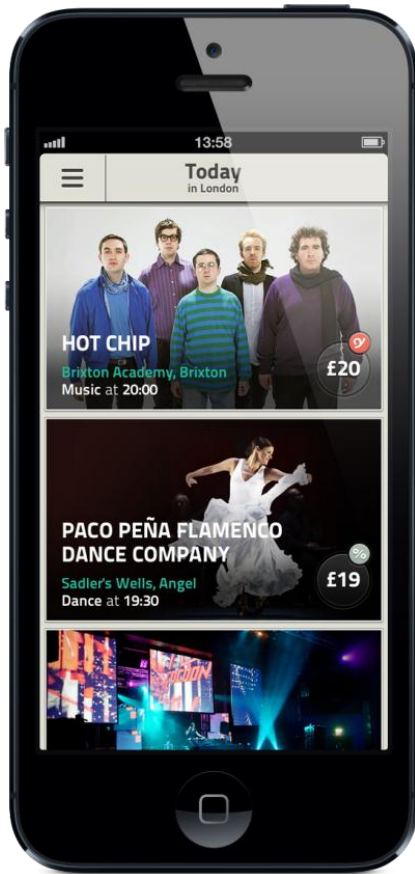 13:58
Today
in London
HOT CHIP
Brixton Academy, Brixton
Music at 20:00
£20
PACO PEÑA FLAMENCO
DANCE COMPANY
Sadler's Wells, Angel
Dance at 19:30
%
£19